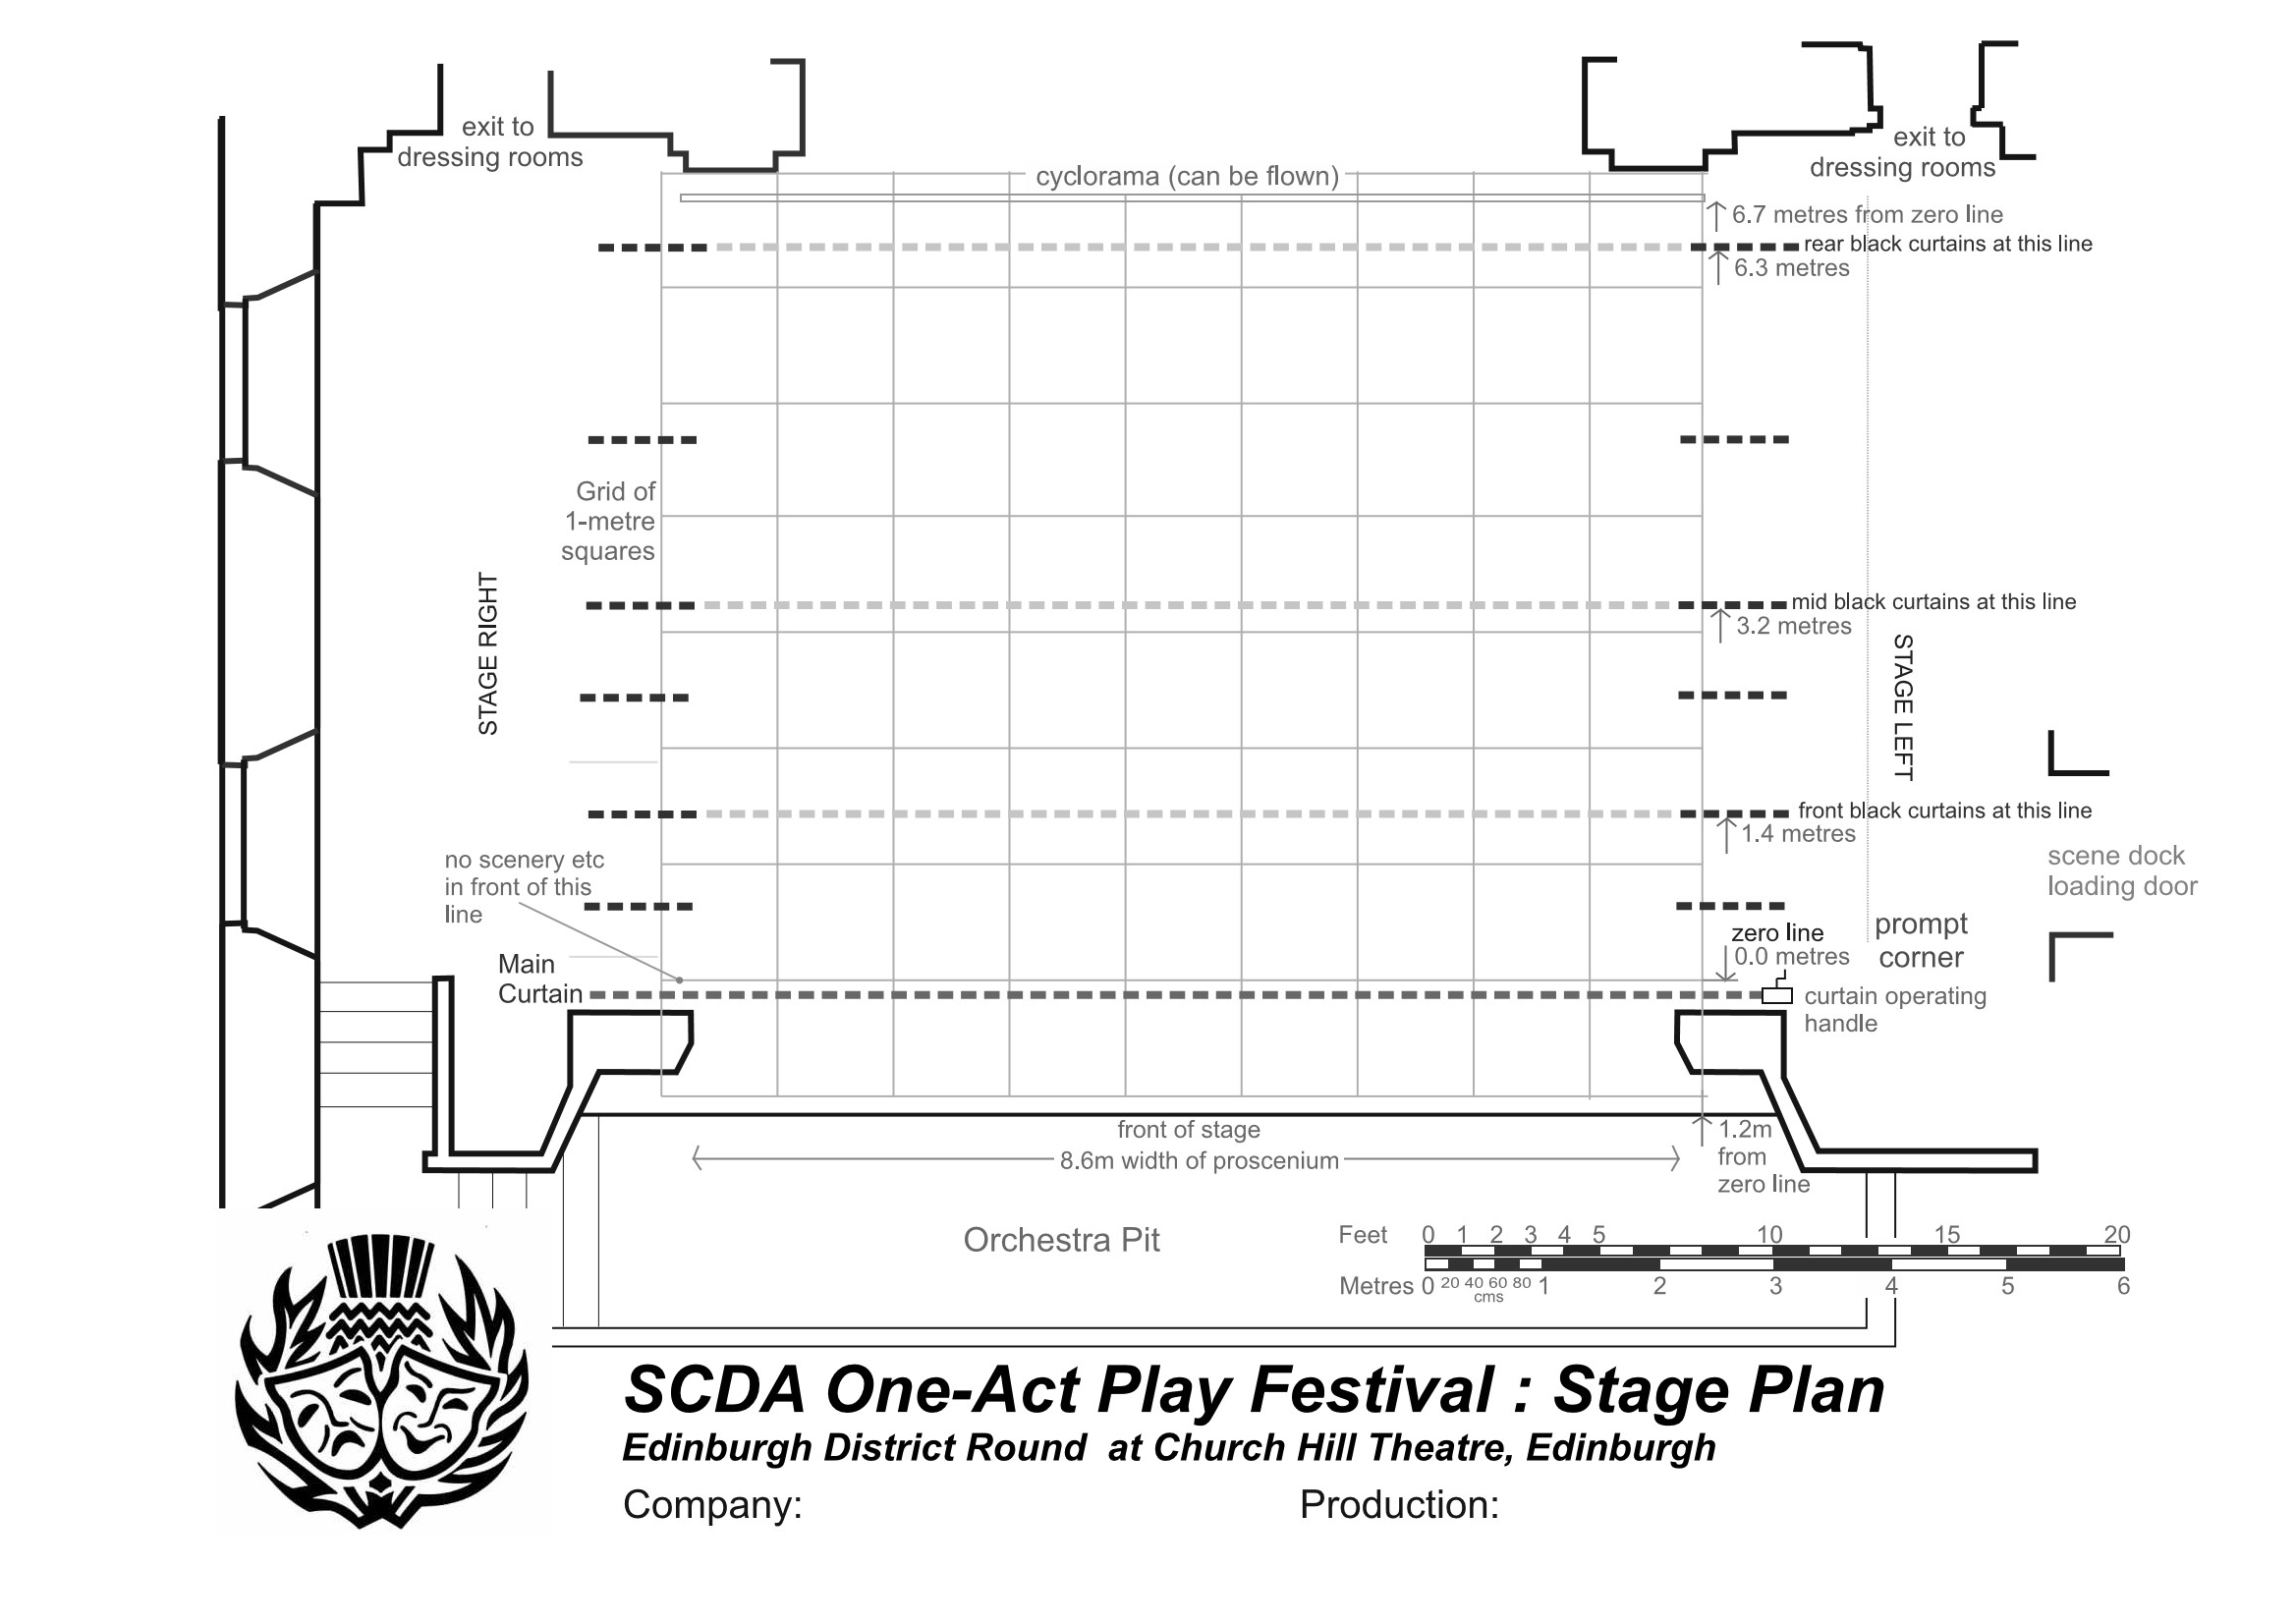 exit to
dressing rooms
exit to
dressing rooms
cyclorama (can be flown)
6.7 metres from zero line
rear black curtains at this line
6.3 metres
Grid of
1-metre
squares
STAGE RIGHT
mid black curtains at this line
3.2 metres
STAGE LEFT
front black curtains at this line
1.4 metres
no scenery etc
in front of this
line
scene dock
loading door
zero line
0.0 metres
prompt
corner
Main
Curtain
curtain operating
handle
front of stage
8.6m width of proscenium
1.2m
from
zero line
Orchestra Pit
Feet 0 1 2 3 4 5 10 15 20
Metres 0 20 40 60 80 1 2 3 4 5 6
cms
SCDA One-Act Play Festival : Stage Plan
Edinburgh District Round at Church Hill Theatre, Edinburgh
Company: Production: